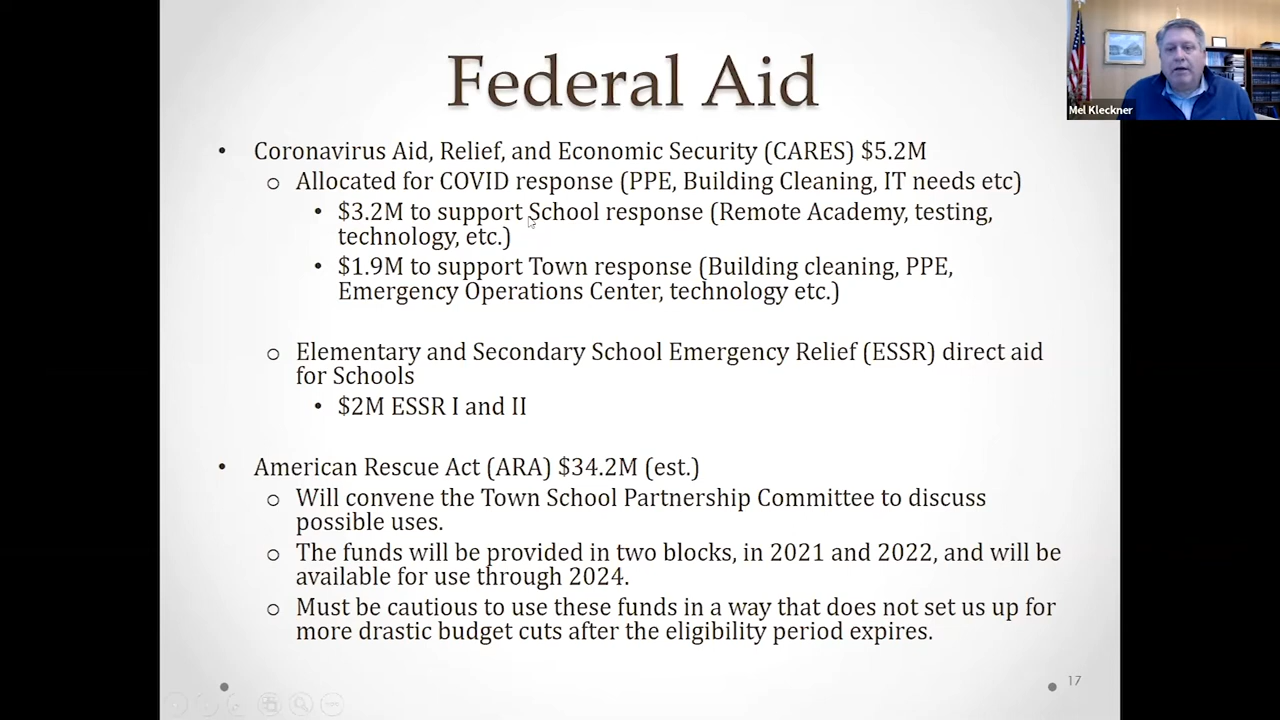 Federal Aid
Mel Kleckner
• Coronavirus Aid, Relief, and Economic Security (CARES) $5.2M
o Allocated for COVID response (PPE, Building Cleaning, IT needs etc)
• $3.2M to support School response (Remote Academy, testing,
technology, etc.)
• $1.9M to support Town response (Building cleaning, PPE,
Emergency Operations Center, technology etc.)
o Elementary and Secondary School Emergency Relief (ESSR) direct aid
for Schools
• $2M ESSR I and II
• American Rescue Act (ARA) $34.2M (est.)
o Will convene the Town School Partnership Committee to discuss
possible uses.
o The funds will be provided in two blocks, in 2021 and 2022, and will be
available for use through 2024.
o Must be cautious to use these funds in a way that does not set us up for
more drastic budget cuts after the eligibility period expires.
17